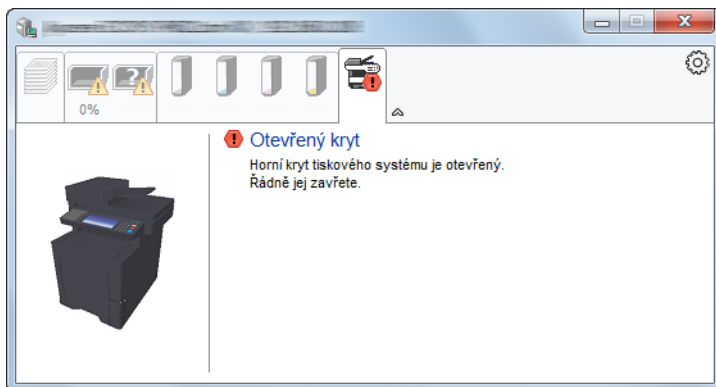 0%
Otevřený kryt
Horní kryt tiskového systému je otevřený.
Řádně jej zavřete.